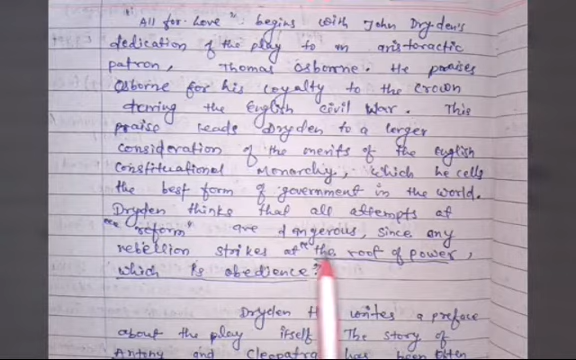 "All for Love" begins with John Dryden's
dedication of the play to an aristoractic
patron, Thomas Osborne. He praises
Osborne for his loyalty to the crown
during the English civil war. This
praise leads Dryden to a larger
consideration of the merits of the English
Constituational Monarchy, which he calls
the best form of government in the world.
Dryden thinks that all attempts at
"reform" are dangerous, since any
rebellion strikes at "the root of power,
which is obedience"
Dryden writes a preface
about the play itself. The story of
Antony and Cleopatra has been often